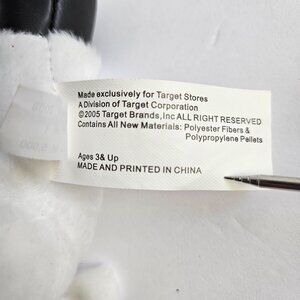 Made exclusively for Target Stores
A Division of Target Corporation
©2005 Target Brands,Inc ALL RIGHT RESERVED
Contains All New Materials: Polyester Fibers &
Polypropylene Pellets
Ages 3& Up
MADE AND PRINTED IN CHINA